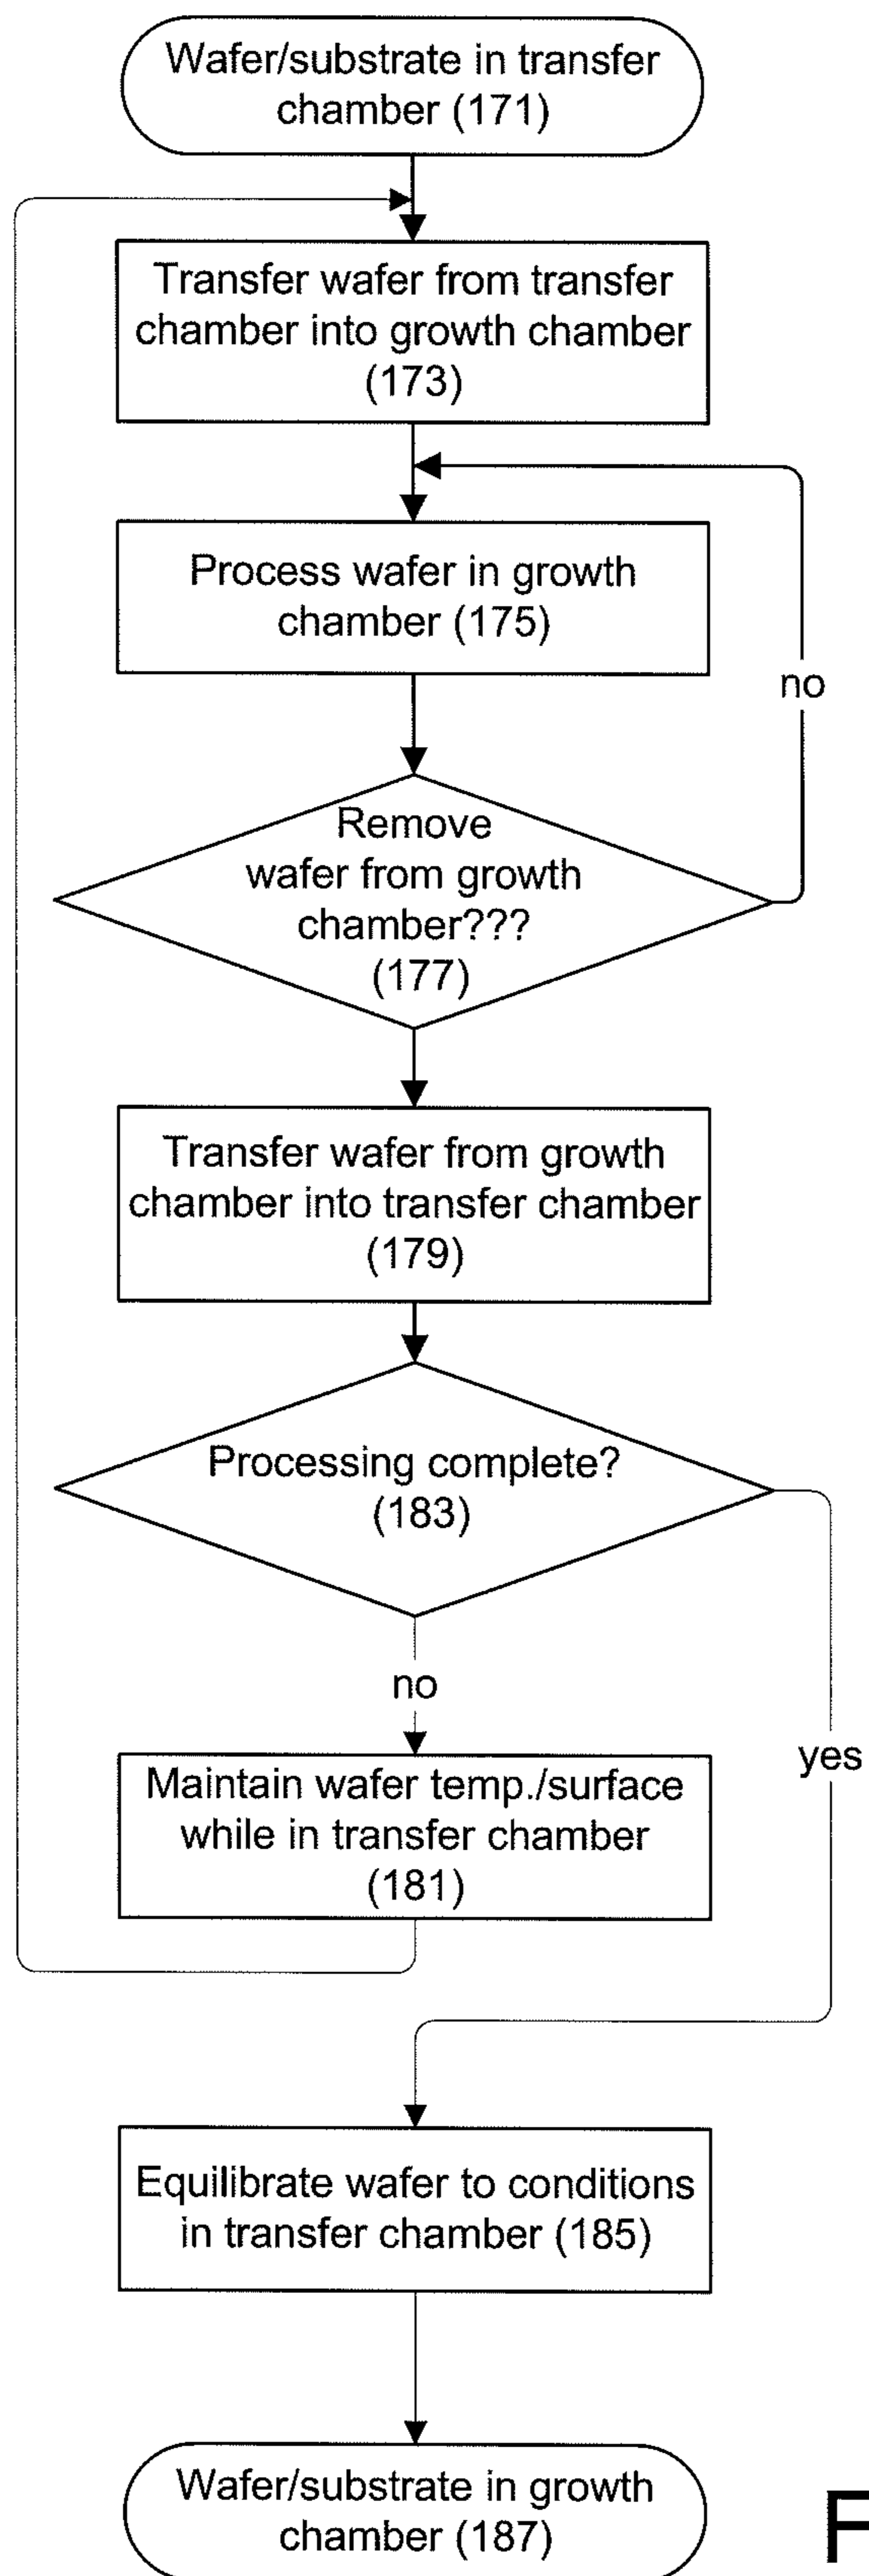 Wafer/substrate in transfer
chamber (171)
Transfer wafer from transfer
chamber into growth chamber
(173)
Process wafer in growth
chamber (175)
no
Remove
wafer from growth
chamber???
(177)
Transfer wafer from growth
chamber into transfer chamber
(179)
Processing complete?
(183)
no
yes
Maintain wafer temp./surface
while in transfer chamber
(181)
Equilibrate wafer to conditions
in transfer chamber (185)
Wafer/substrate in growth
chamber (187)
F